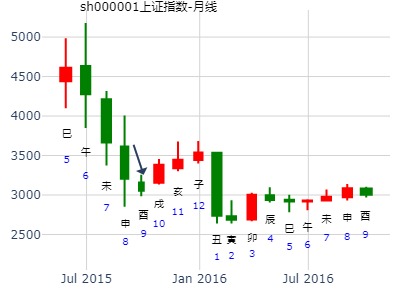 sh000001上证指数-月线
5000
4500
4000
3500
3000
2500
巳
5
午
6
未
7
申
8
酉
9
戌
10
亥
11
子
12
丑
1
寅
2
卯
3
辰
4
巳
5
午
6
未
7
申
8
酉
9
Jul 2015
Jan 2016
Jul 2016